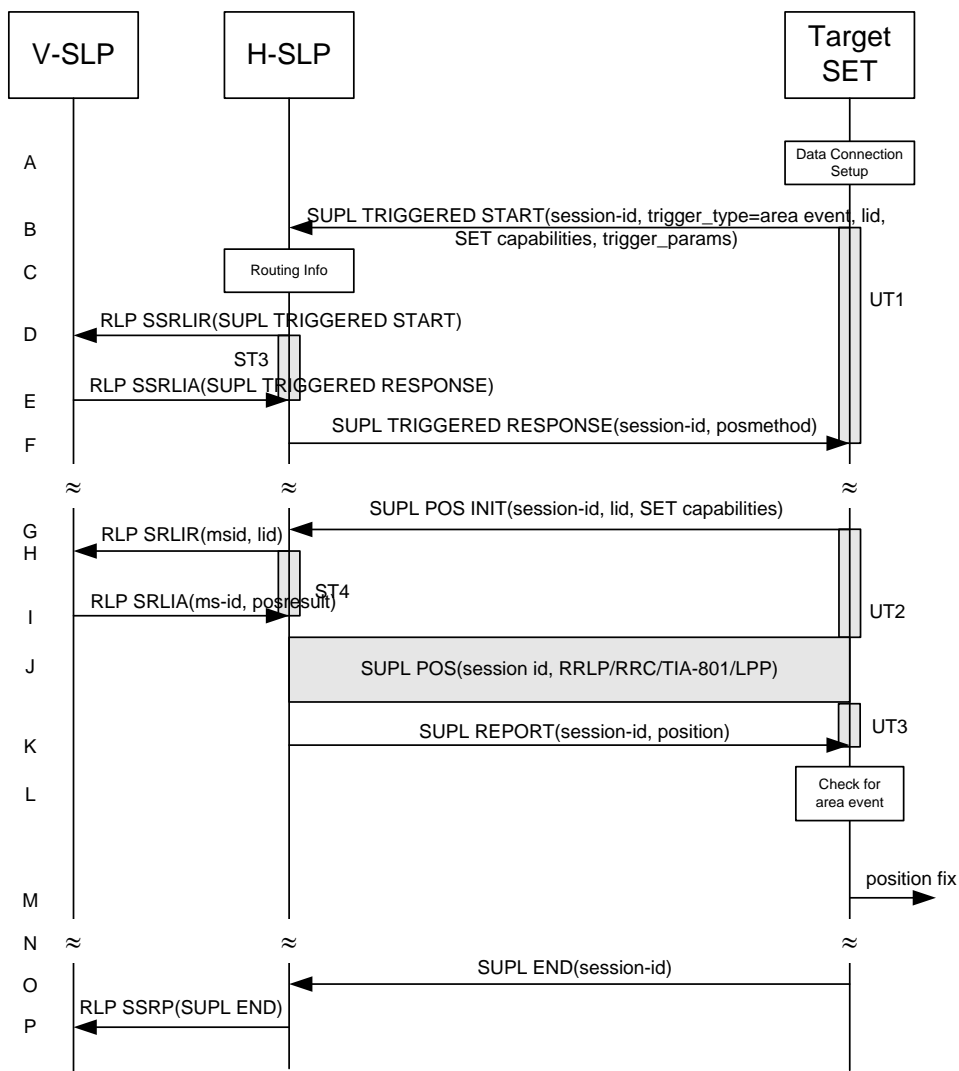 V-SLP
H-SLP
Target
SET
A
Data Connection
Setup
B
SUPL TRIGGERED START(session-id, trigger_type=area event, lid,
SET capabilities, trigger_params)
C
Routing Info
UT1
D
RLP SSRLIR(SUPL TRIGGERED START)
ST3
E
RLP SSRLIA(SUPL TRIGGERED RESPONSE)
F
SUPL TRIGGERED RESPONSE(session-id, posmethod)
≈ ≈ ≈
G
SUPL POS INIT(session-id, lid, SET capabilities)
H
RLP SRLIR(msid, lid)
ST4
I
RLP SRLIA(ms-id, posresult)
UT2
J
SUPL POS(session id, RRLP/RRC/TIA-801/LPP)
K
SUPL REPORT(session-id, position)
UT3
L
Check for
area event
M
position fix
N
≈ ≈ ≈
O
SUPL END(session-id)
P
RLP SSRP(SUPL END)